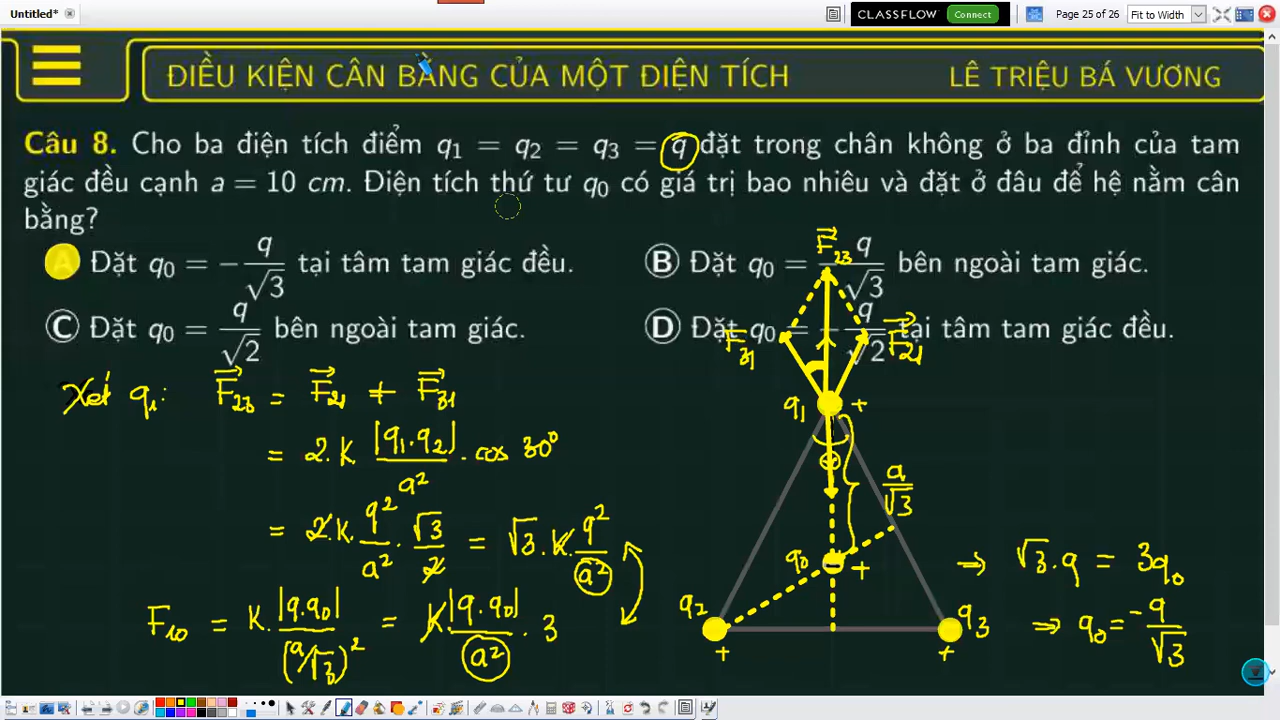 Untitled*
CLASSFLOW Connect
Page 25 of 26
Fit to Width
ĐIỀU KIỆN CÂN BẰNG CỦA MỘT ĐIỆN TÍCH
LÊ TRIỆU BÁ VƯƠNG
Câu 8. Cho ba điện tích điểm q₁ = q₂ = q₃ = q đặt trong chân không ở ba đỉnh của tam
giác đều cạnh a = 10 cm. Điện tích thứ tư q₀ có giá trị bao nhiêu và đặt ở đâu để hệ nằm cân
bằng?
A Đặt q₀ = −q/√3 tại tâm tam giác đều.
B Đặt q₀ = q/√3 bên ngoài tam giác.
C Đặt q₀ = q/√2 bên ngoài tam giác.
D Đặt q₀ = −q/√2 tại tâm tam giác đều.
Xét q₁: F⃗₂₃ = F⃗₂₁ + F⃗₃₁
= 2.K.|q₁.q₂|/a² . cos 30°
= 2.K.q²/a² . √3/2 = √3.K.q²/a²
F₁₀ = K.|q.q₀|/(a/√3)² = K|q.q₀|/a² . 3
F⃗₂₃
F⃗₃₁
F⃗₂₁
q₁ +
a/√3
q₀ +
q₂
+
q₃
+
⇒ √3.q = 3q₀
⇒ q₀ = −q/√3